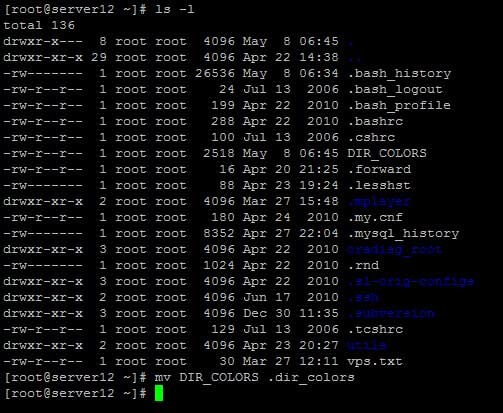 [root@server12 ~]# ls -l
total 136
drwxr-x---  8 root root  4096 May  8 06:45 .
drwxr-xr-x 29 root root  4096 Apr 22 14:38 ..
-rw-------  1 root root 26536 May  8 06:34 .bash_history
-rw-r--r--  1 root root    24 Jul 13  2006 .bash_logout
-rw-r--r--  1 root root   199 Apr 22  2010 .bash_profile
-rw-r--r--  1 root root   288 Apr 22  2010 .bashrc
-rw-r--r--  1 root root   100 Jul 13  2006 .cshrc
-rw-r--r--  1 root root  2518 May  8 06:45 DIR_COLORS
-rw-r--r--  1 root root    16 Apr 20 21:25 .forward
-rw-------  1 root root    88 Apr 23 19:24 .lesshst
drwxr-xr-x  2 root root  4096 Mar 27 15:48 .mplayer
-rw-r--r--  1 root root   180 Apr 24  2010 .my.cnf
-rw-------  1 root root  8352 Apr 27 22:04 .mysql_history
drwxr-xr-x  3 root root  4096 Apr 22  2010 oradiag_root
-rw-------  1 root root  1024 Apr 22  2010 .rnd
drwxr-xr-x  3 root root  4096 Apr 22  2010 .sl-orig-configs
drwxr-xr-x  2 root root  4096 Jun 17  2010 .ssh
drwxr-xr-x  3 root root  4096 Dec 30 11:35 .subversion
-rw-r--r--  1 root root   129 Jul 13  2006 .tcshrc
drwxr-xr-x  2 root root  4096 Apr 23 20:27 utils
-rw-r--r--  1 root root    30 Mar 27 12:11 vps.txt
[root@server12 ~]# mv DIR_COLORS .dir_colors
[root@server12 ~]#